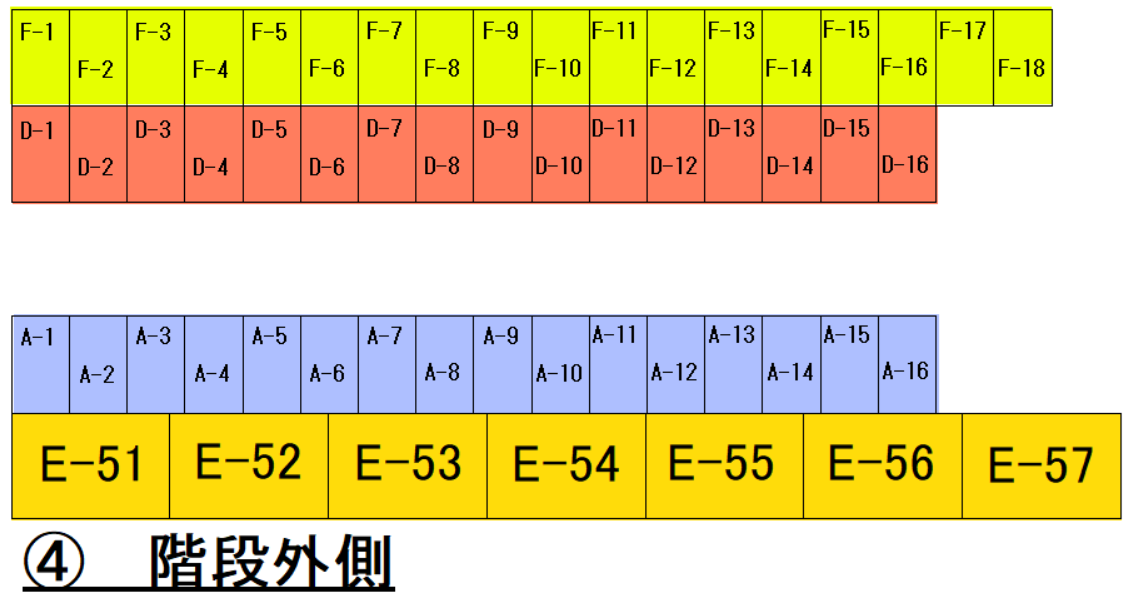 F-1 F-2 F-3 F-4 F-5 F-6 F-7 F-8 F-9 F-10 F-11 F-12 F-13 F-14 F-15 F-16 F-17 F-18
D-1 D-2 D-3 D-4 D-5 D-6 D-7 D-8 D-9 D-10 D-11 D-12 D-13 D-14 D-15 D-16
A-1 A-2 A-3 A-4 A-5 A-6 A-7 A-8 A-9 A-10 A-11 A-12 A-13 A-14 A-15 A-16
E-51 E-52 E-53 E-54 E-55 E-56 E-57
④　階段外側